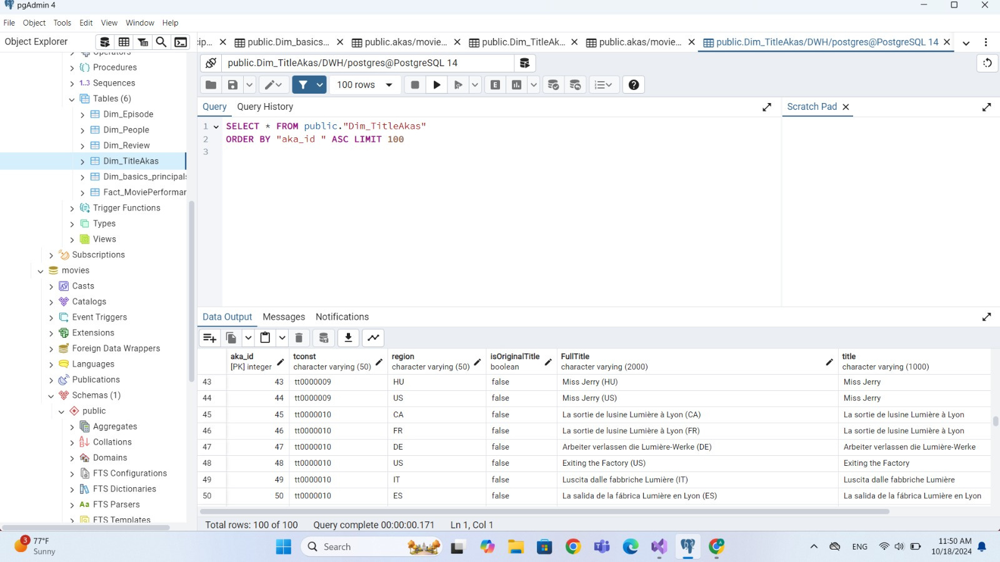 pgAdmin 4
File Object Tools Edit View Window Help
Object Explorer
cip... public.Dim_basics... public.akas/movie... public.Dim_TitleAk... public.akas/movie... public.Dim_TitleAkas/DWH/postgres@PostgreSQL 14
public.Dim_TitleAkas/DWH/postgres@PostgreSQL 14
100 rows
E
Query Query History
Scratch Pad
1 SELECT * FROM public."Dim_TitleAkas"
2 ORDER BY "aka_id " ASC LIMIT 100
3
Operators
Procedures
1..3 Sequences
Tables (6)
Dim_Episode
Dim_People
Dim_Review
Dim_TitleAkas
Dim_basics_principals
Fact_MoviePerformar
Trigger Functions
Types
Views
Subscriptions
movies
Casts
Catalogs
Event Triggers
Extensions
Foreign Data Wrappers
Languages
Publications
Schemas (1)
public
Aggregates
Collations
Domains
FTS Configurations
FTS Dictionaries
Aa FTS Parsers
FTS Templates
Data Output Messages Notifications
aka_id tconst region isOriginalTitle FullTitle title
[PK] integer character varying (50) character varying (50) boolean character varying (2000) character varying (1000)
43 43 tt0000009 HU false Miss Jerry (HU) Miss Jerry
44 44 tt0000009 US false Miss Jerry (US) Miss Jerry
45 45 tt0000010 CA false La sortie de lusine Lumière à Lyon (CA) La sortie de lusine Lumière à Lyon
46 46 tt0000010 FR false La sortie de lusine Lumière à Lyon (FR) La sortie de lusine Lumière à Lyon
47 47 tt0000010 DE false Arbeiter verlassen die Lumière-Werke (DE) Arbeiter verlassen die Lumière-Werke
48 48 tt0000010 US false Exiting the Factory (US) Exiting the Factory
49 49 tt0000010 IT false Luscita dalle fabbriche Lumière (IT) Luscita dalle fabbriche Lumière
50 50 tt0000010 ES false La salida de la fábrica Lumière en Lyon (ES) La salida de la fábrica Lumière en Lyon
Total rows: 100 of 100 Query complete 00:00:00.171 Ln 1, Col 1
3
77°F
Sunny
Search
ENG
11:50 AM
10/18/2024